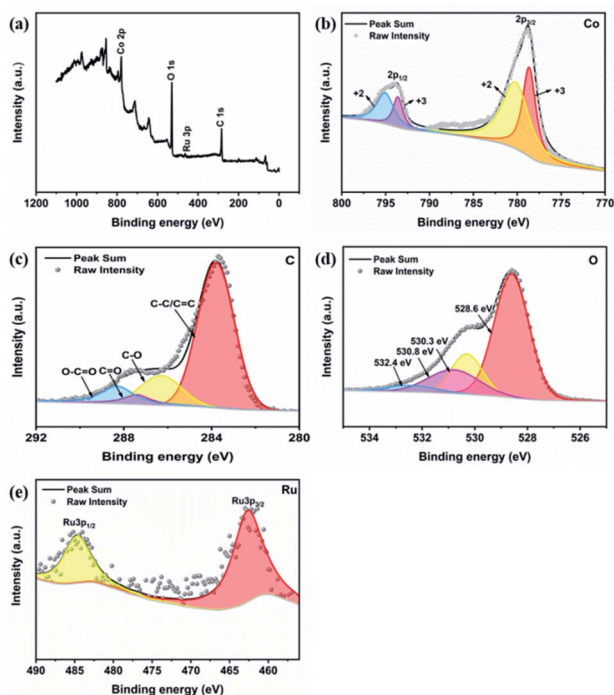 (a)
Co 2p
O 1s
Ru 3p
C 1s
Intensity (a.u.)
1200 1000 800 600 400 200 0
Binding energy (eV)
(b)
Peak Sum
Raw Intensity
2p3/2
Co
2p1/2
+2
+3
+2
+3
Intensity (a.u.)
800 795 790 785 780 775 770
Binding energy (eV)
(c)
Peak Sum
Raw Intensity
C
C-C/C=C
C-O
O-C=O C=O
Intensity (a.u.)
292 288 284 280
Binding energy (eV)
(d)
Peak Sum
Raw Intensity
O
528.6 eV
530.3 eV
530.8 eV
532.4 eV
Intensity (a.u.)
534 532 530 528 526
Binding energy (eV)
(e)
Peak Sum
Raw Intensity
Ru3p3/2
Ru
Ru3p1/2
Intensity (a.u.)
490 485 480 475 470 465 460
Binding energy (eV)